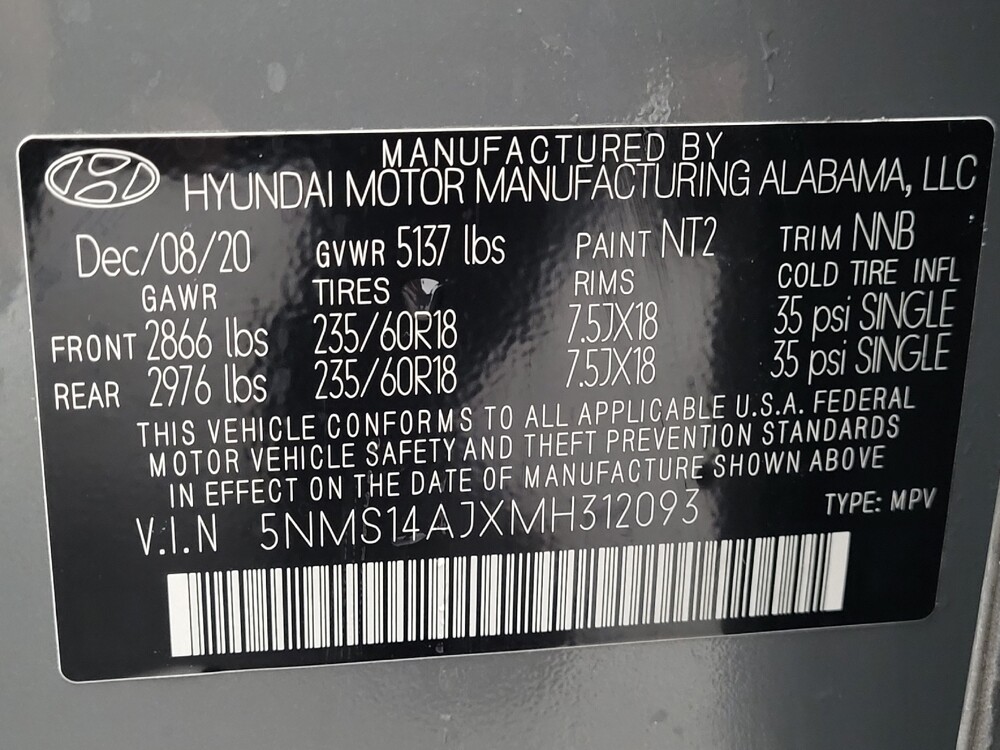 MANUFACTURED BY
HYUNDAI MOTOR MANUFACTURING ALABAMA, LLC
Dec/08/20 GVWR 5137 lbs PAINT NT2 TRIM NNB
GAWR TIRES RIMS COLD TIRE INFL
FRONT 2866 lbs 235/60R18 7.5JX18 35 psi SINGLE
REAR 2976 lbs 235/60R18 7.5JX18 35 psi SINGLE
THIS VEHICLE CONFORMS TO ALL APPLICABLE U.S.A. FEDERAL
MOTOR VEHICLE SAFETY AND THEFT PREVENTION STANDARDS
IN EFFECT ON THE DATE OF MANUFACTURE SHOWN ABOVE
V.I.N 5NMS14AJXMH312093 TYPE: MPV